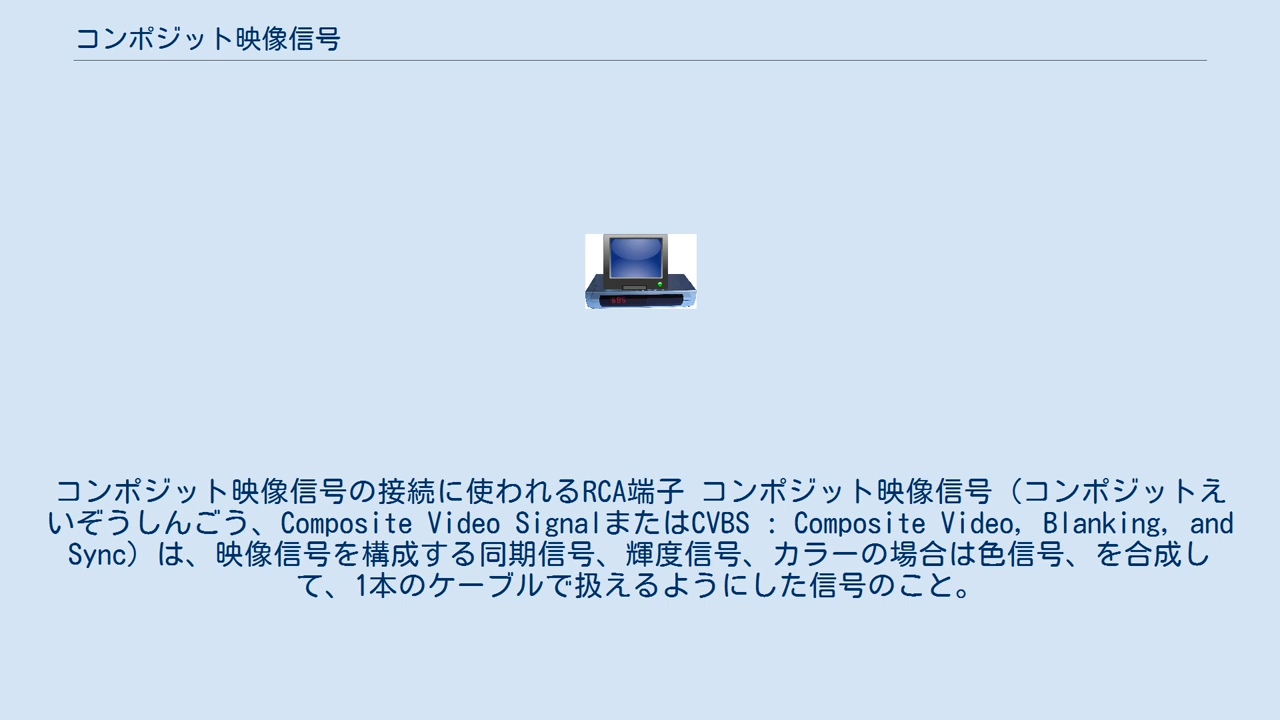 コンポジット映像信号
コンポジット映像信号の接続に使われるRCA端子 コンポジット映像信号（コンポジットえ
いぞうしんごう、Composite Video SignalまたはCVBS : Composite Video, Blanking, and
Sync）は、映像信号を構成する同期信号、輝度信号、カラーの場合は色信号、を合成し
て、1本のケーブルで扱えるようにした信号のこと。